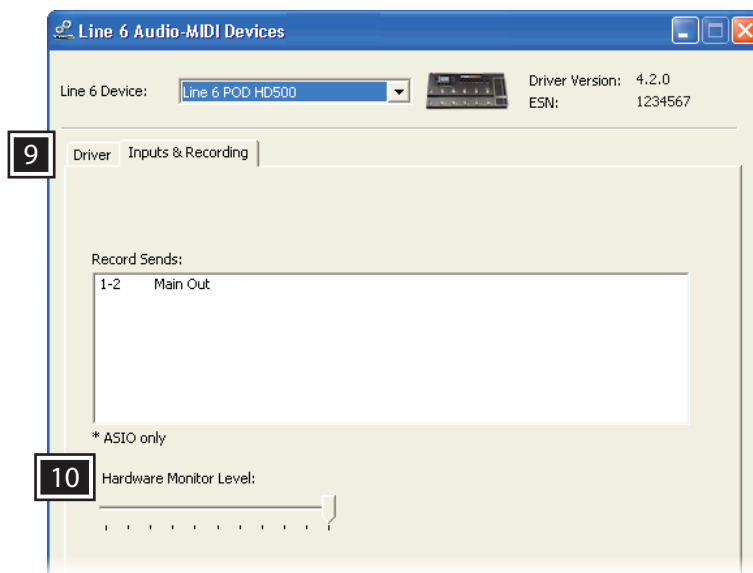 Line 6 Audio-MIDI Devices
Line 6 Device: Line 6 POD HD500 Driver Version: 4.2.0
ESN: 1234567
9 Driver Inputs & Recording
Record Sends:
1-2 Main Out
* ASIO only
10 Hardware Monitor Level: